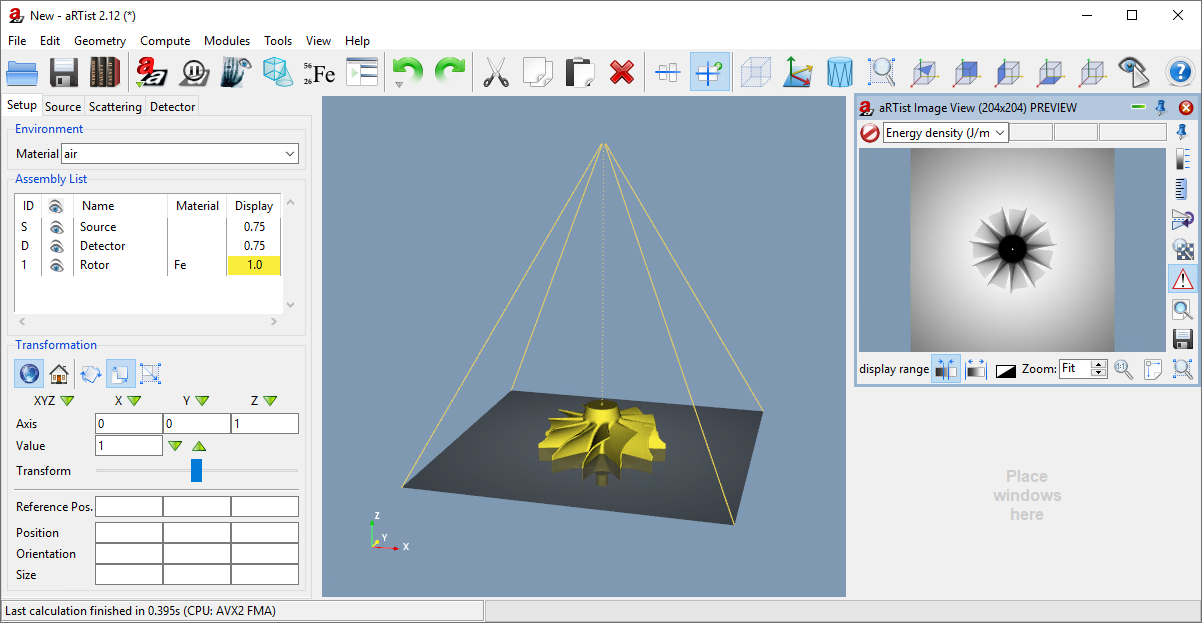 New - aRTist 2.12 (*)
File Edit Geometry Compute Modules Tools View Help
56
26 Fe
Setup Source Scattering Detector
Environment
Material air
Assembly List
ID Name Material Display
S Source 0.75
D Detector 0.75
1 Rotor Fe 1.0
Transformation
XYZ X Y Z
Axis 0 0 1
Value 1
Transform
Reference Pos.
Position
Orientation
Size
Z
Y
X
aRTist Image View (204x204) PREVIEW
Energy density (J/m
display range Zoom: Fit
Place
windows
here
Last calculation finished in 0.395s (CPU: AVX2 FMA)